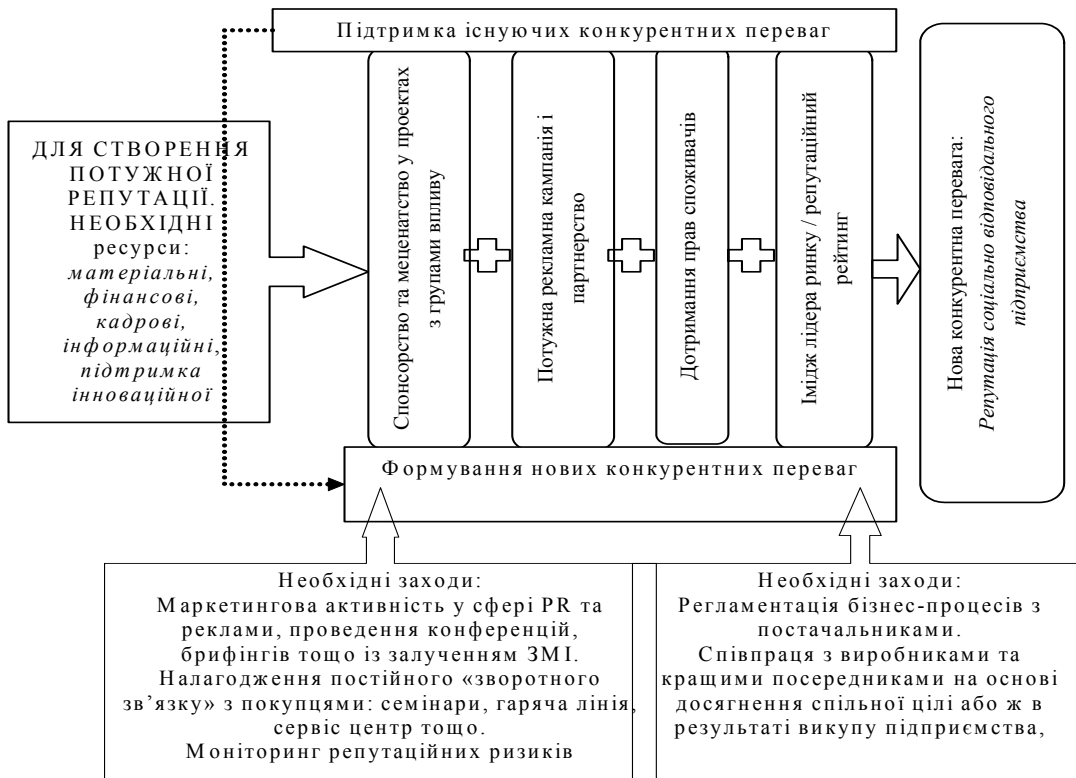 Підтримка існуючих конкурентних переваг
ДЛЯ СТВОРЕННЯ
ПОТУЖНОЇ
РЕПУТАЦІЇ.
НЕОБХІДНІ
ресурси:
матеріальні,
фінансові,
кадрові,
інформаційні,
підтримка
інноваційної
Спонсорство та меценатство у проектах
з групами впливу
Потужна рекламна кампанія і
партнерство
Дотримання прав споживачів
Імідж лідера ринку / репутаційний
рейтинг
Нова конкурентна перевага:
Репутація соціально відповідального
підприємства
Формування нових конкурентних переваг
Необхідні заходи:
Маркетингова активність у сфері PR та
реклами, проведення конференцій,
брифінгів тощо із залученням ЗМІ.
Налагодження постійного «зворотного
зв’язку» з покупцями: семінари, гаряча лінія,
сервіс центр тощо.
Моніторинг репутаційних ризиків
Необхідні заходи:
Регламентація бізнес-процесів з
постачальниками.
Співпраця з виробниками та
кращими посередниками на основі
досягнення спільної цілі або ж в
результаті викупу підприємства,